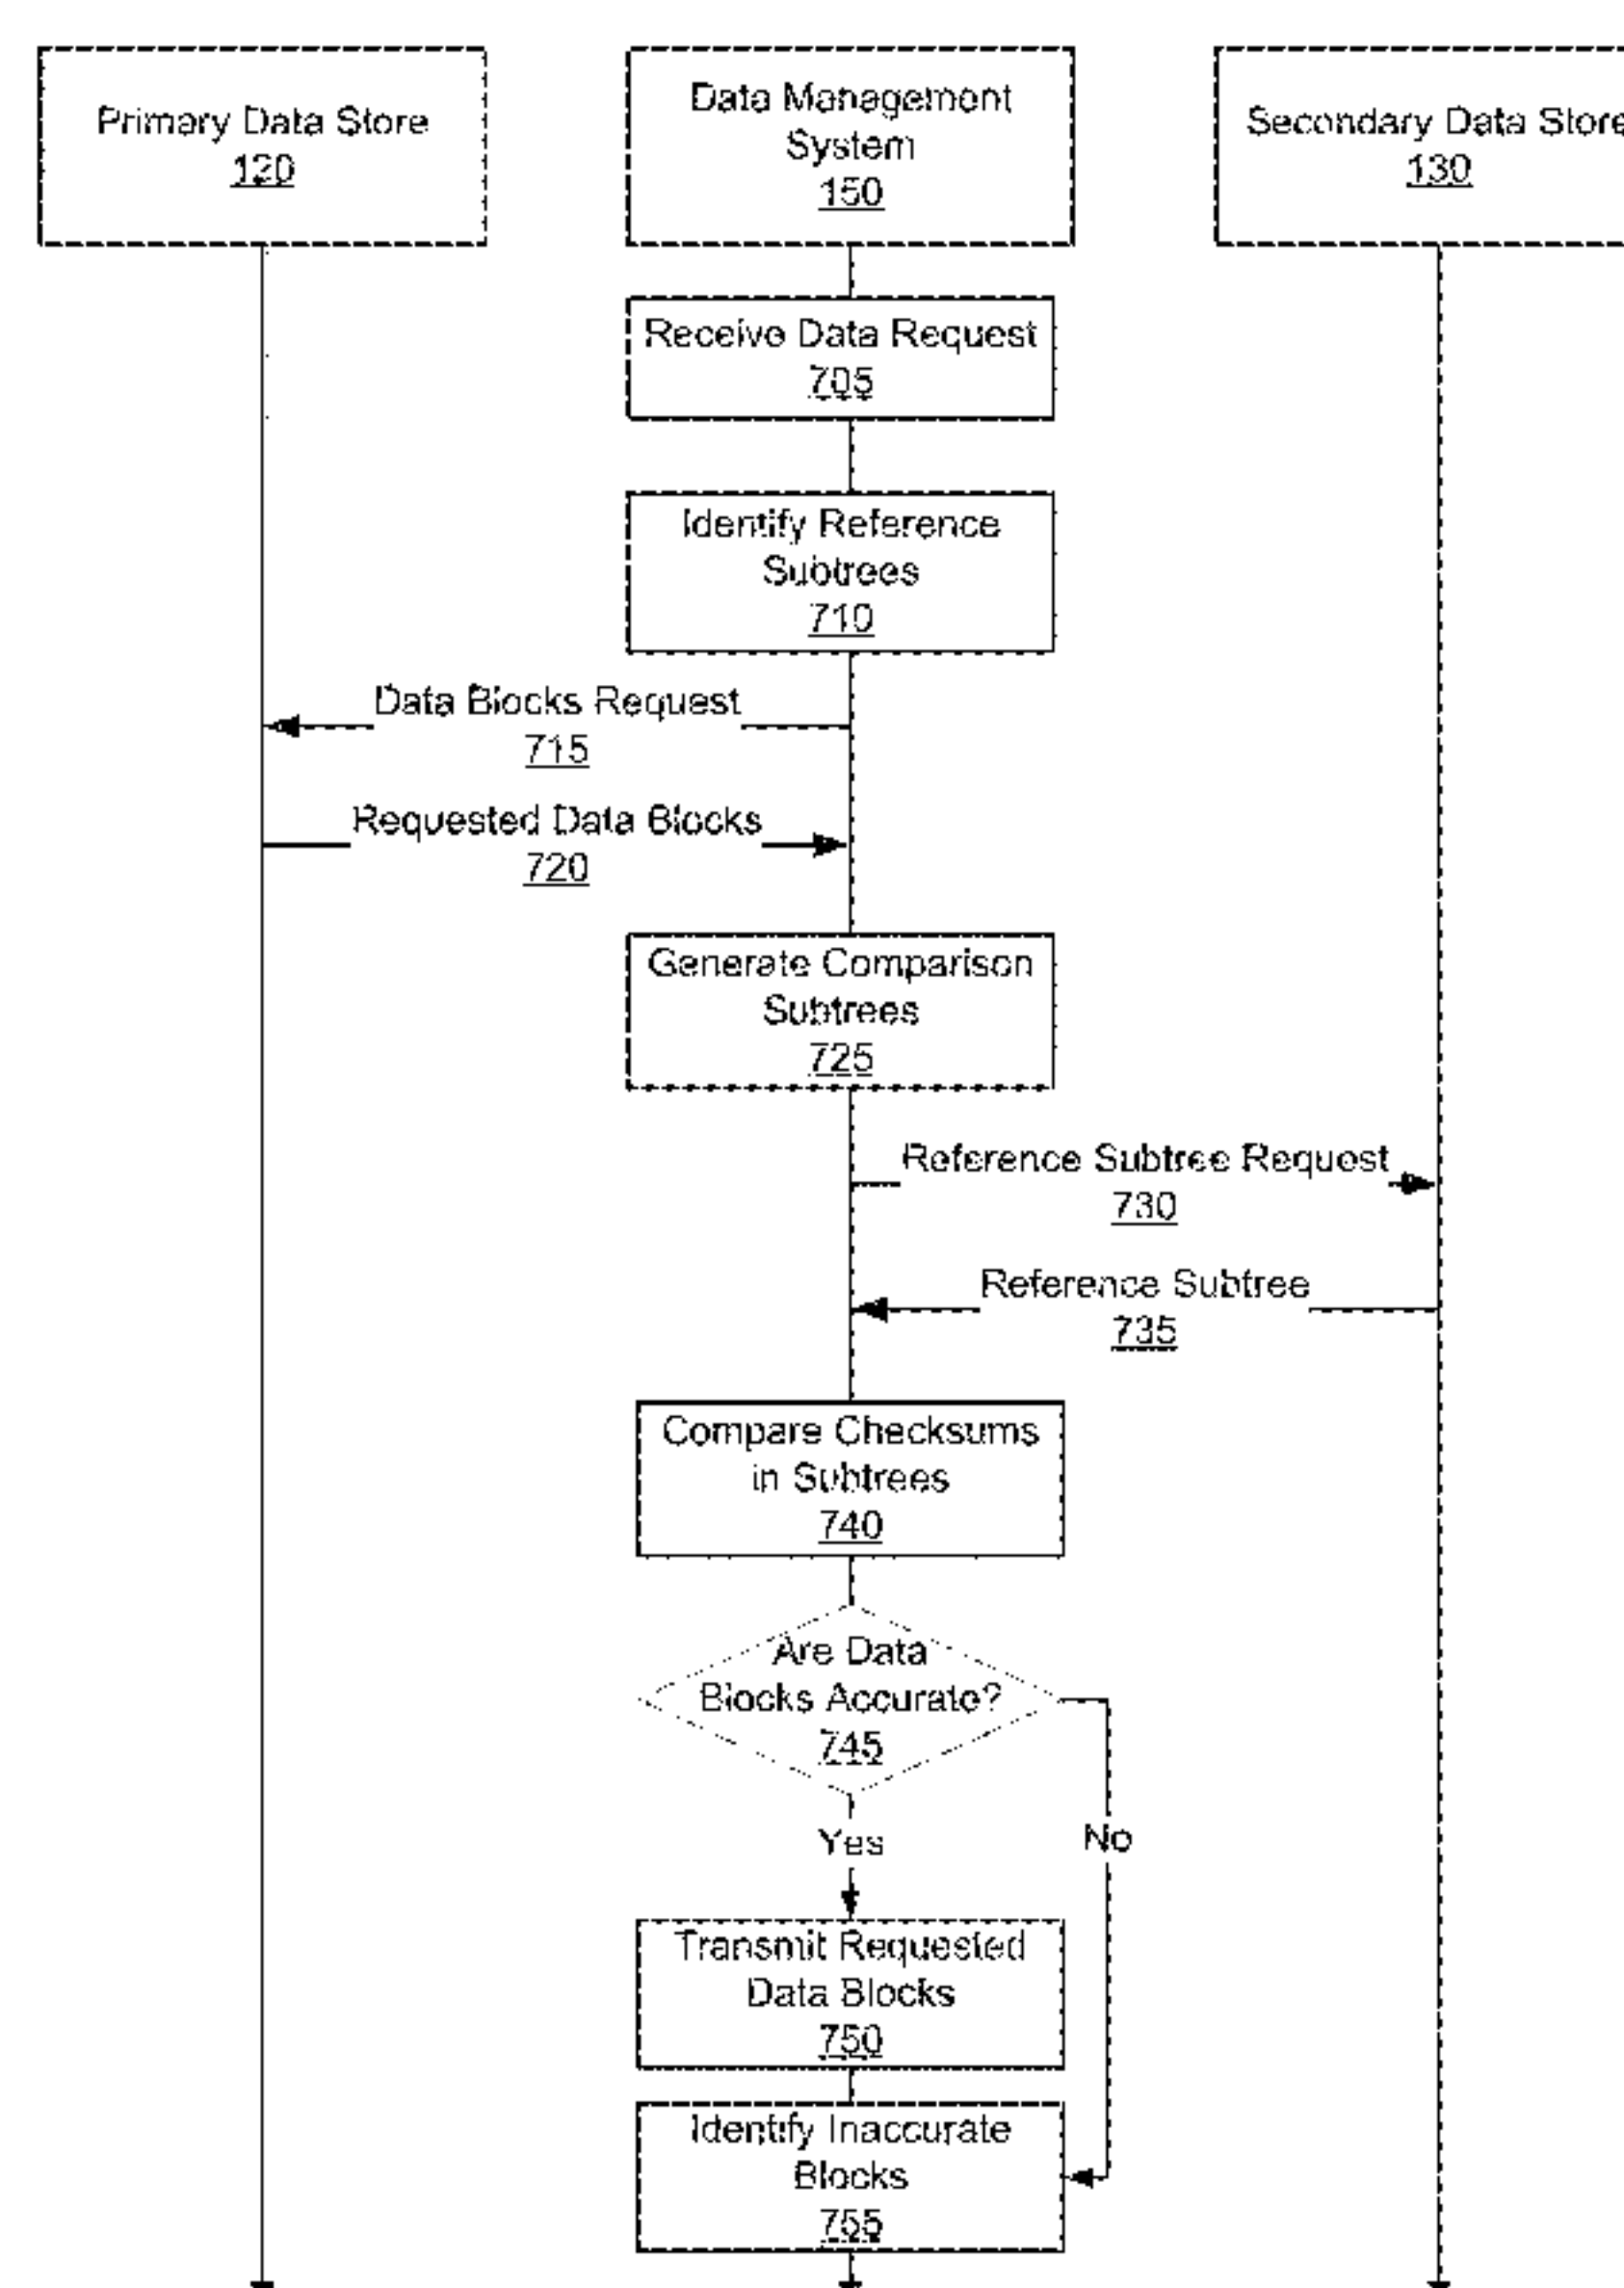 Primary Data Store
120
Data Management
System
150
Secondary Data Store
130
Receive Data Request
705
Identify Reference
Subtrees
710
Data Blocks Request
715
Requested Data Blocks
720
Generate Comparison
Subtrees
725
Reference Subtree Request
730
Reference Subtree
735
Compare Checksums
in Subtrees
740
Are Data
Blocks Accurate?
745
Yes
No
Transmit Requested
Data Blocks
750
Identify Inaccurate
Blocks
755